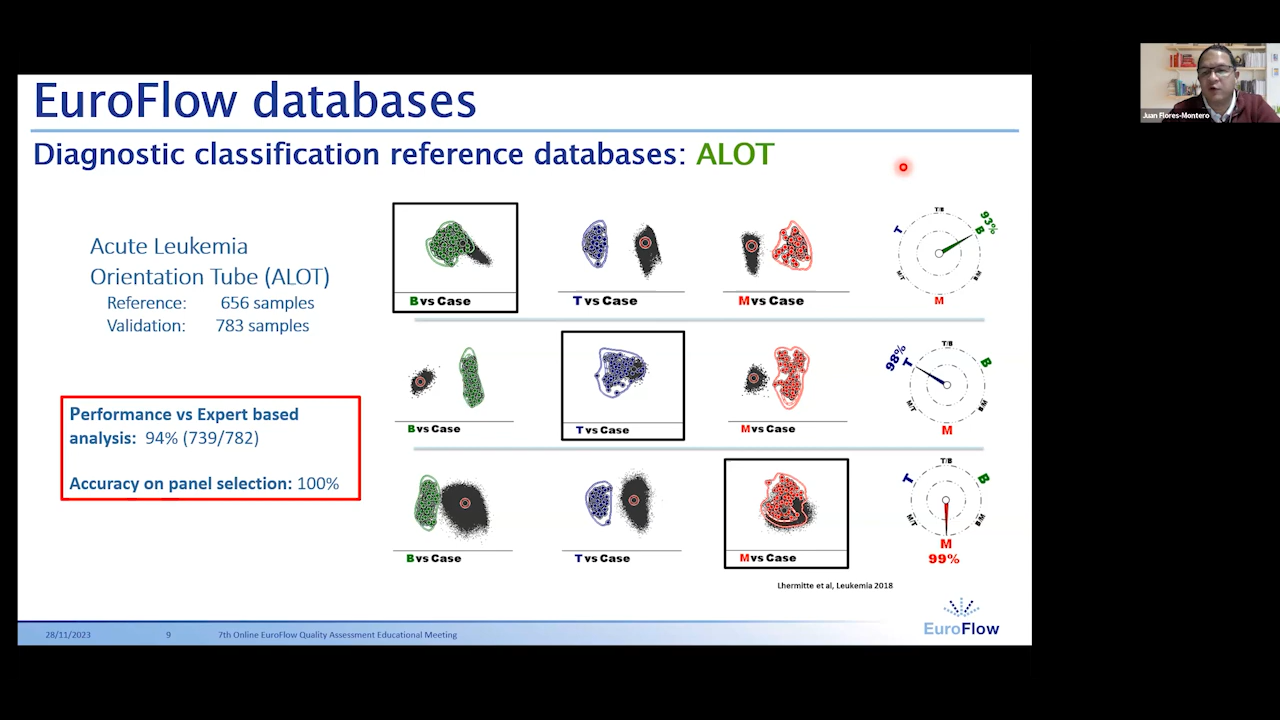 EuroFlow databases
Diagnostic classification reference databases: ALOT
Juan Flores-Montero
Acute Leukemia
Orientation Tube (ALOT)
Reference: 656 samples
Validation: 783 samples
Performance vs Expert based
analysis: 94% (739/782)
Accuracy on panel selection: 100%
B vs Case
T vs Case
M vs Case
T/B
93%
T
B
M/T
B/M
M
B vs Case
T vs Case
M vs Case
T/B
98%
T
B
M/T
B/M
M
B vs Case
T vs Case
M vs Case
T/B
T
B
M/T
B/M
M
99%
Lhermitte et al, Leukemia 2018
28/11/2023
9
7th Online EuroFlow Quality Assessment Educational Meeting
EuroFlow